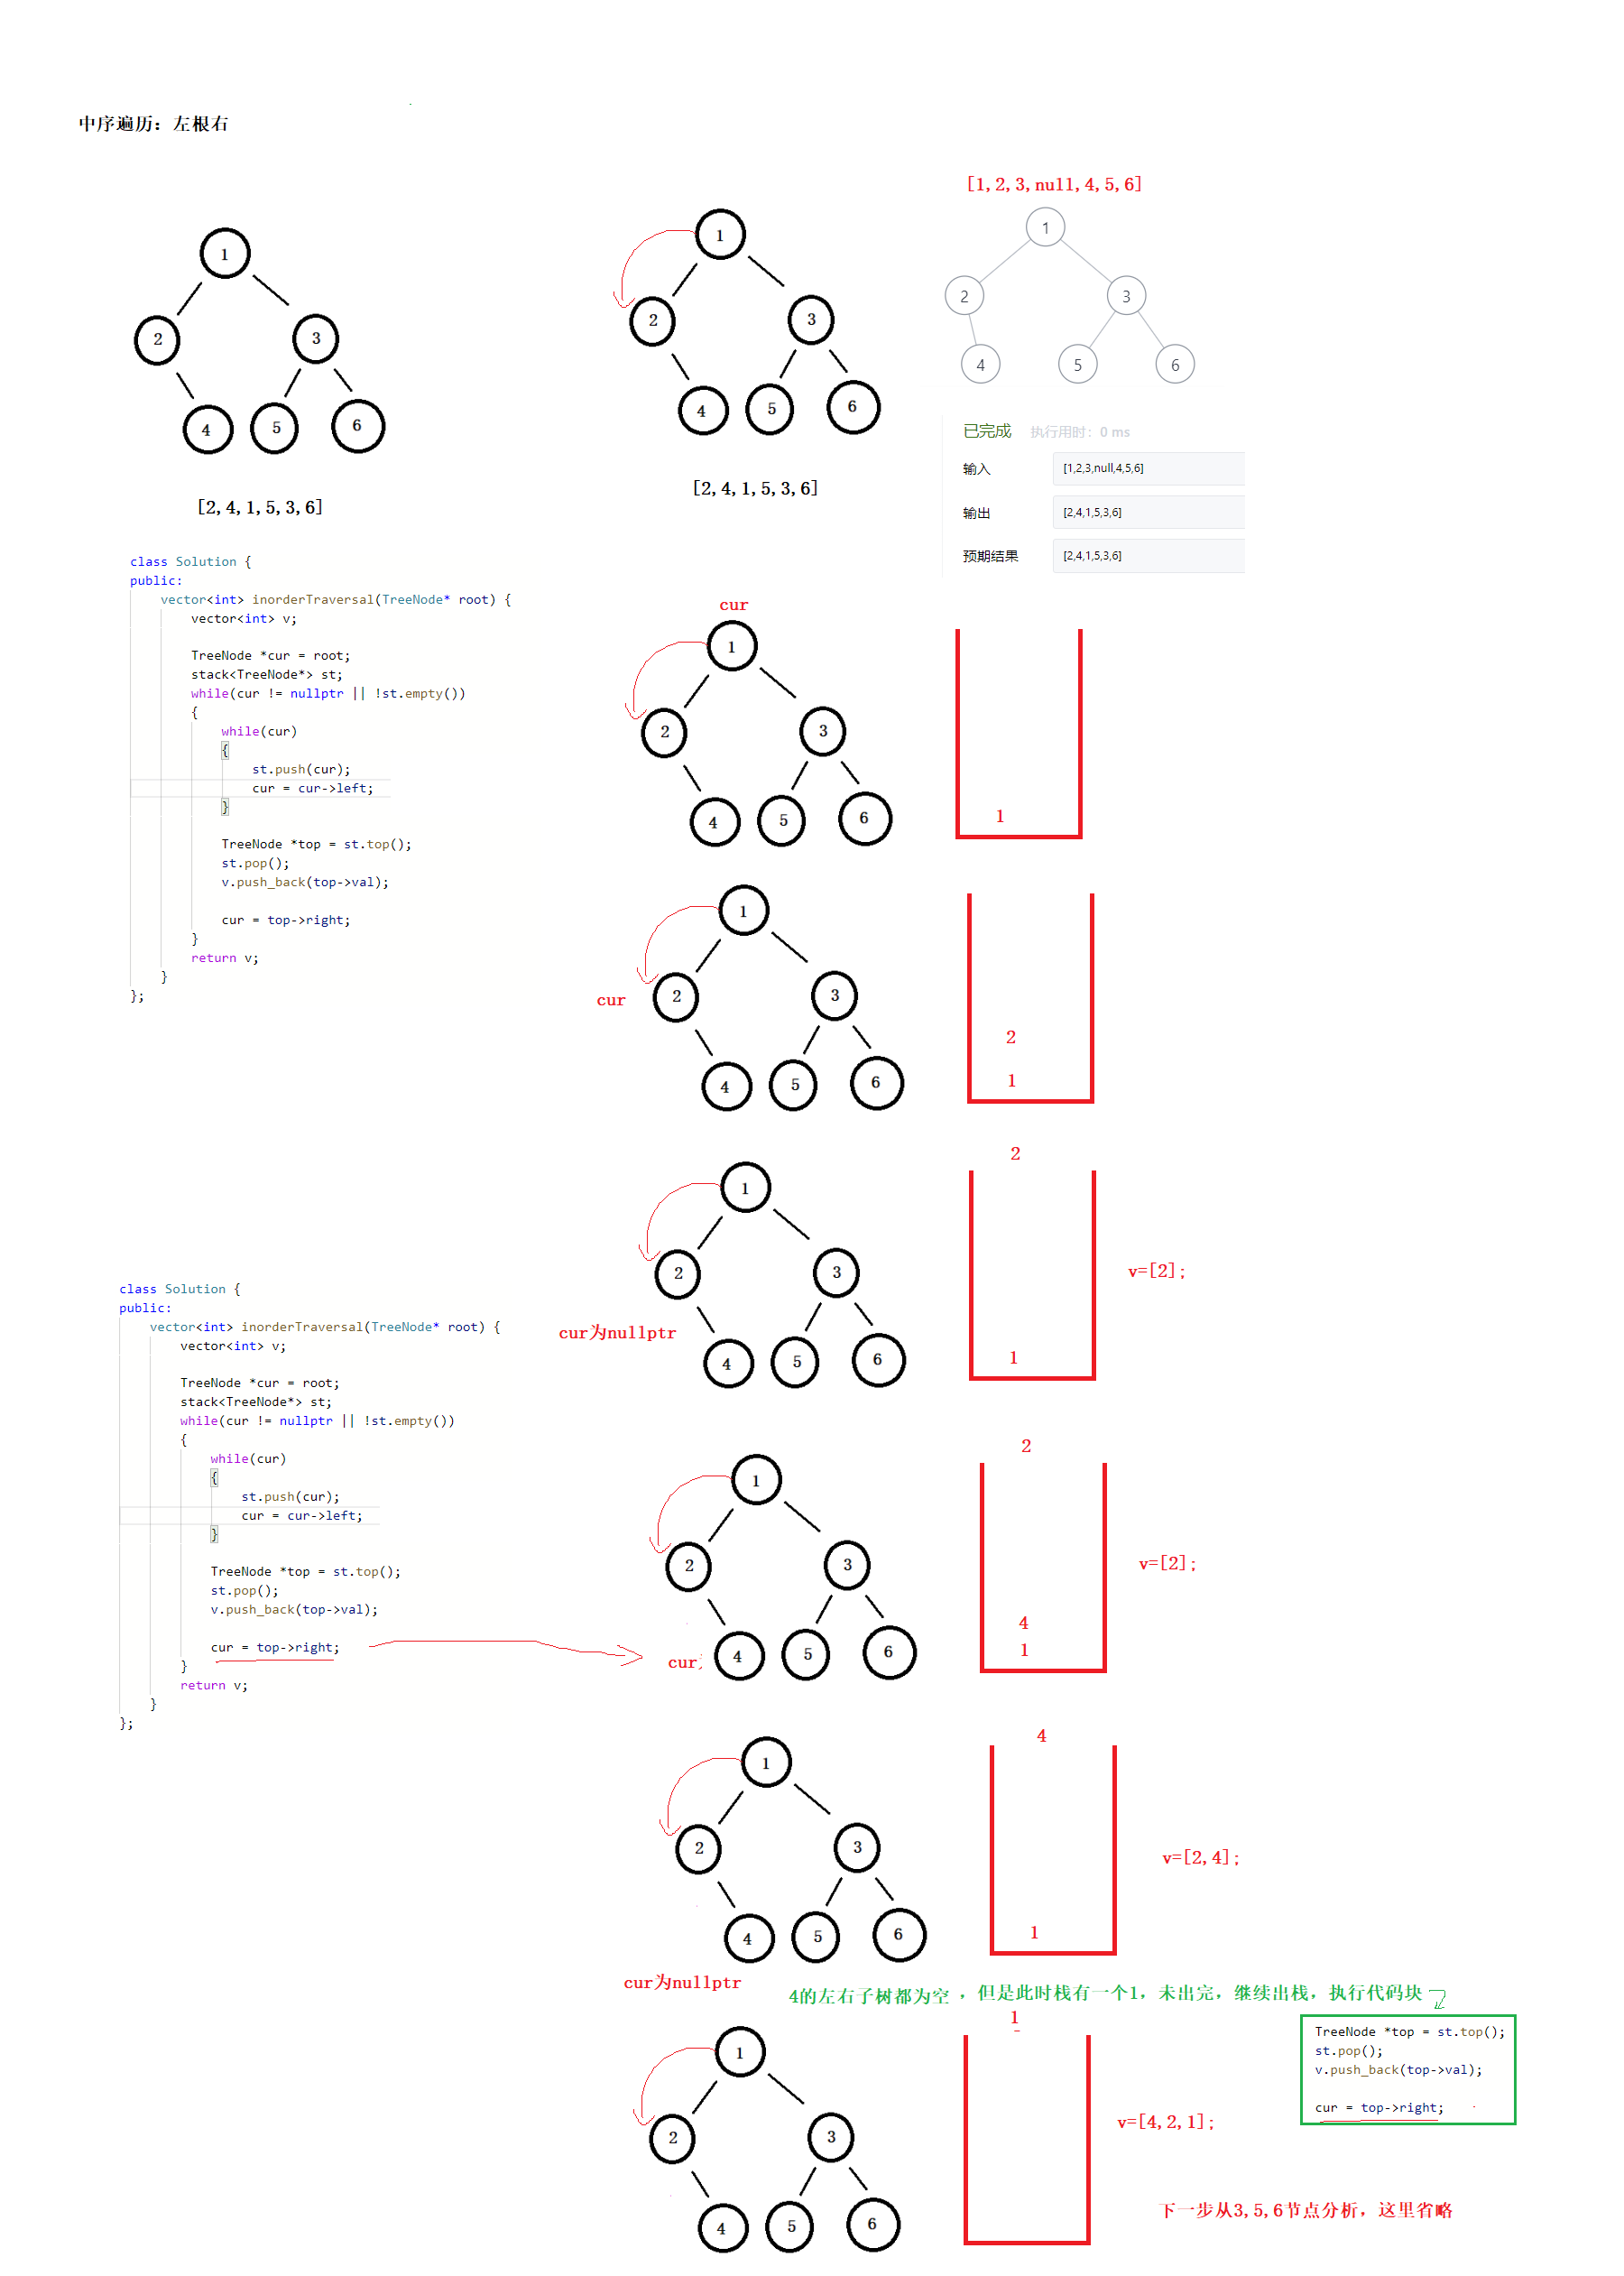 中序遍历：左根右
1
2
3
4
5
6
[2,4,1,5,3,6]
1
2
3
4
5
6
[2,4,1,5,3,6]
[1,2,3,null,4,5,6]
1
2
3
4
5
6
已完成 执行用时：0 ms
输入 [1,2,3,null,4,5,6]
输出 [2,4,1,5,3,6]
预期结果 [2,4,1,5,3,6]
class Solution {
public:
vector<int> inorderTraversal(TreeNode* root) {
vector<int> v;
TreeNode *cur = root;
stack<TreeNode*> st;
while(cur != nullptr || !st.empty())
{
while(cur)
{
st.push(cur);
cur = cur->left;
}
TreeNode *top = st.top();
st.pop();
v.push_back(top->val);
cur = top->right;
}
return v;
}
};
cur
1
2
3
4
5
6
1
1
2
3
cur
4
5
6
2
1
2
1
2
3
v=[2];
cur为nullptr
4
5
6
1
class Solution {
public:
vector<int> inorderTraversal(TreeNode* root) {
vector<int> v;
TreeNode *cur = root;
stack<TreeNode*> st;
while(cur != nullptr || !st.empty())
{
while(cur)
{
st.push(cur);
cur = cur->left;
}
TreeNode *top = st.top();
st.pop();
v.push_back(top->val);
cur = top->right;
}
return v;
}
};
2
1
2
3
v=[2];
cur
4
5
6
4
1
4
1
2
3
v=[2,4];
4
5
6
1
cur为nullptr
4的左右子树都为空，但是此时栈有一个1，未出完，继续出栈，执行代码块
1
TreeNode *top = st.top();
st.pop();
v.push_back(top->val);
cur = top->right;
1
2
3
v=[4,2,1];
4
5
6
下一步从3,5,6节点分析，这里省略